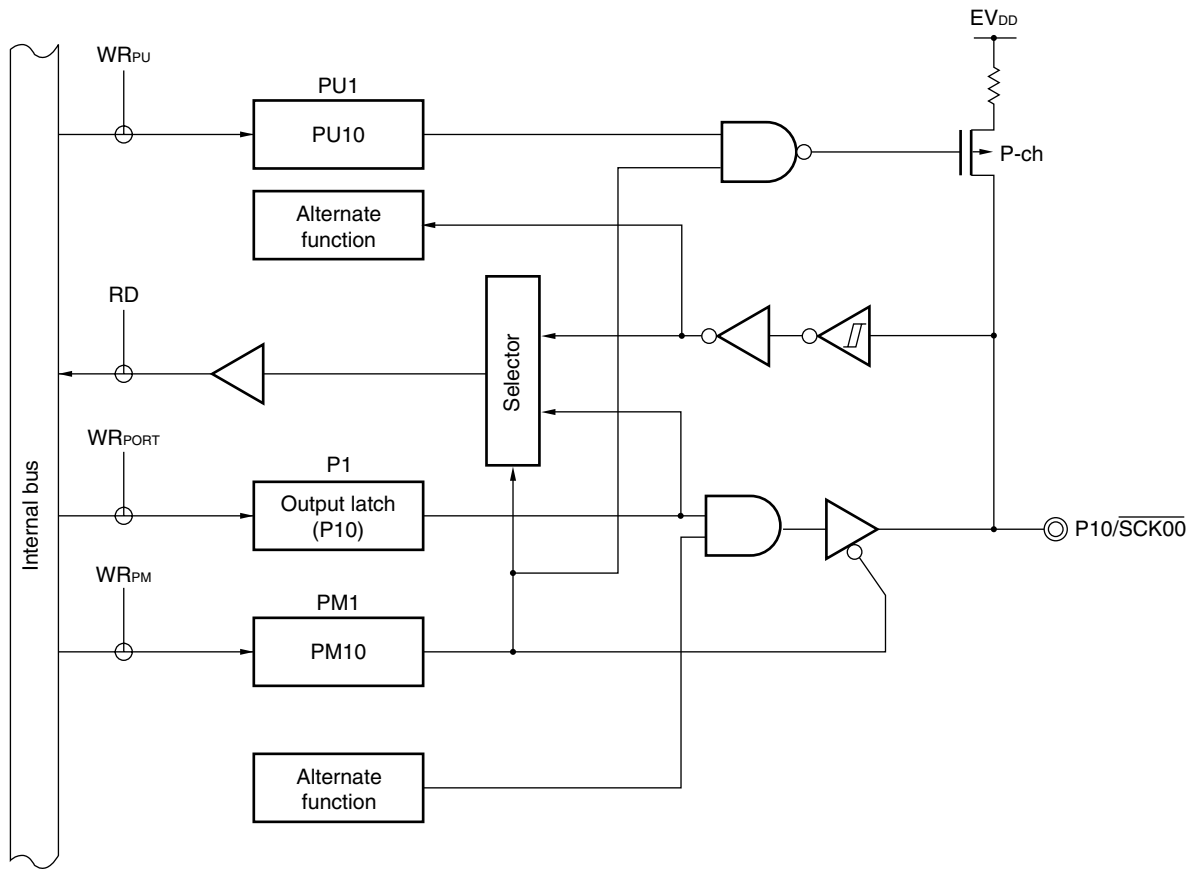 EVDD
WRPU
PU1
PU10
P-ch
Alternate
function
RD
Selector
WRPORT
P1
Output latch
(P10)
P10/SCK00
Internal bus
WRPM
PM1
PM10
Alternate
function